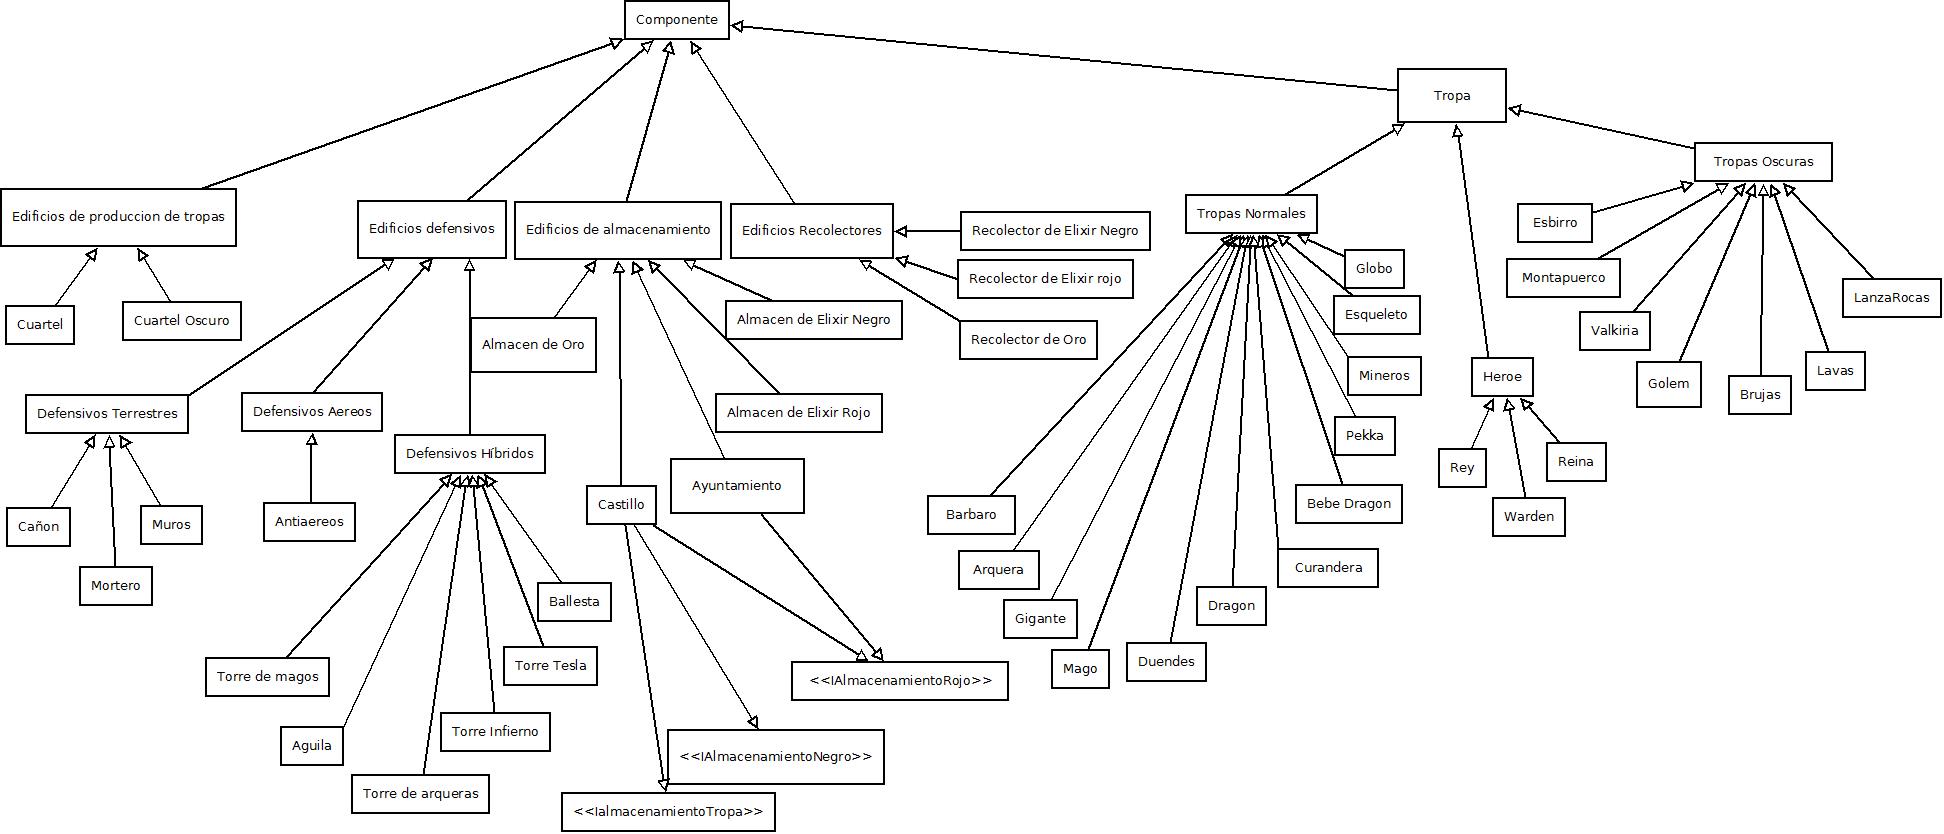 Componente
Tropa
Tropas Oscuras
Edificios de produccion de tropas
Edificios defensivos
Edificios de almacenamiento
Edificios Recolectores
Recolector de Elixir Negro
Tropas Normales
Esbirro
Recolector de Elixir rojo
Globo
Montapuerco
LanzaRocas
Cuartel
Cuartel Oscuro
Almacen de Elixir Negro
Esqueleto
Valkiria
Almacen de Oro
Recolector de Oro
Mineros
Heroe
Golem
Lavas
Brujas
Defensivos Terrestres
Defensivos Aereos
Almacen de Elixir Rojo
Pekka
Defensivos Híbridos
Rey
Reina
Ayuntamiento
Castillo
Bebe Dragon
Barbaro
Warden
Cañon
Muros
Antiaereos
Arquera
Curandera
Mortero
Ballesta
Dragon
Gigante
Torre de magos
Torre Tesla
Duendes
Mago
<<IAlmacenamientoRojo>>
Aguila
Torre Infierno
<<IAlmacenamientoNegro>>
Torre de arqueras
<<IalmacenamientoTropa>>